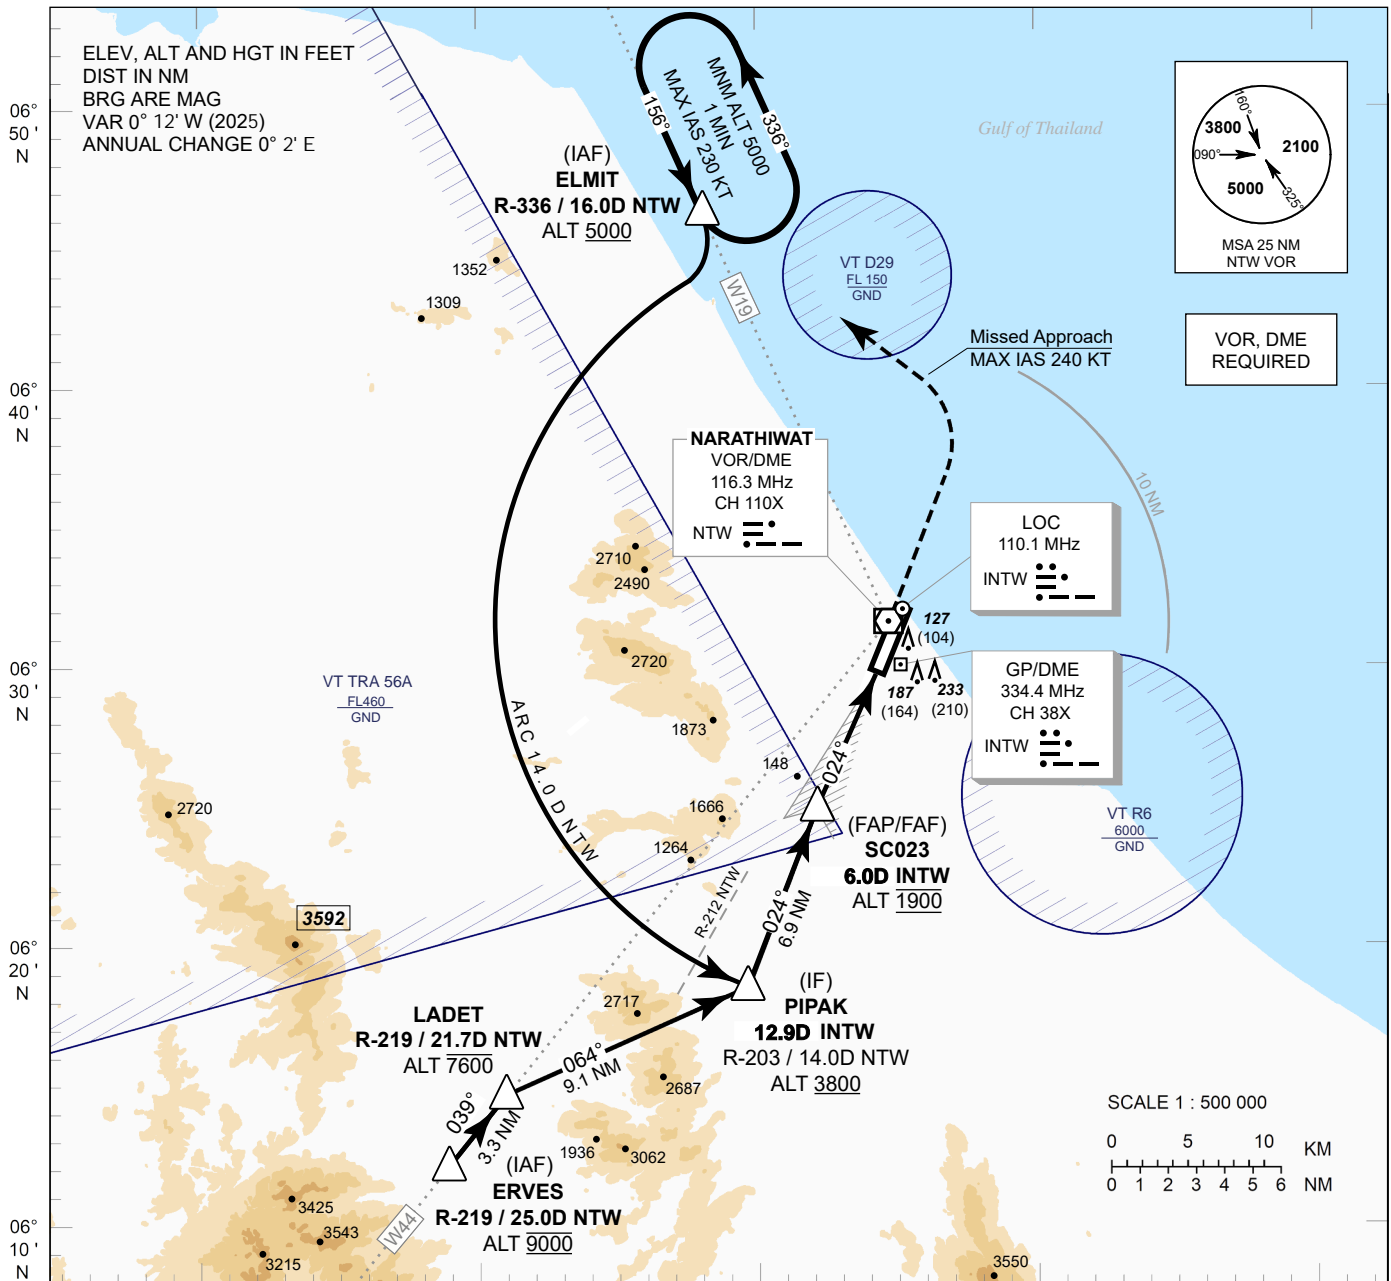 ELEV, ALT AND HGT IN FEET
DIST IN NM
BRG ARE MAG
VAR 0° 12' W (2025)
ANNUAL CHANGE 0° 2' E
06°
50 '
N
(IAF)
ELMIT
R-336 / 16.0D NTW
ALT 5000
156°
MNM ALT 5000
1 MIN
MAX IAS 230 KT
336°
Gulf of Thailand
160°
3800
2100
090°
5000
325°
MSA 25 NM
NTW VOR
VOR, DME
REQUIRED
1352
1309
W19
VT D29
FL 150
GND
Missed Approach
MAX IAS 240 KT
06°
40 '
N
10 NM
NARATHIWAT
VOR/DME
116.3 MHz
CH 110X
NTW
LOC
110.1 MHz
INTW
2710
2490
127
(104)
2720
GP/DME
334.4 MHz
CH 38X
INTW
187
(164)
233
(210)
06°
30 '
N
VT TRA 56A
FL460
GND
1873
ARC 14.0 D NTW
148
024°
2720
1666
1264
VT R6
6000
GND
(FAP/FAF)
SC023
6.0D INTW
ALT 1900
R-212 NTW
024°
6.9 NM
3592
06°
20 '
N
(IF)
PIPAK
12.9D INTW
R-203 / 14.0D NTW
ALT 3800
2717
LADET
R-219 / 21.7D NTW
ALT 7600
064°
9.1 NM
2687
039°
3.3 NM
1936
3062
(IAF)
ERVES
R-219 / 25.0D NTW
ALT 9000
W44
3425
3543
3215
3550
SCALE 1 : 500 000
0 5 10 KM
0 1 2 3 4 5 6 NM
06°
10 '
N